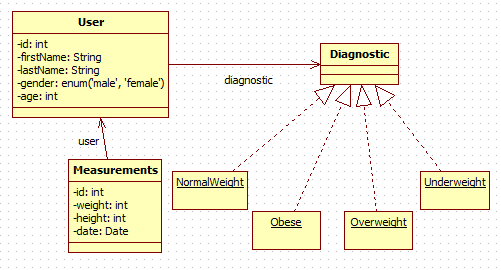 User
-id: int
-firstName: String
-lastName: String
-gender: enum('male', 'female')
-age: int
Diagnostic
diagnostic
user
Measurements
-id: int
-weight: int
-height: int
-date: Date
NormalWeight
Obese
Overweight
Underweight